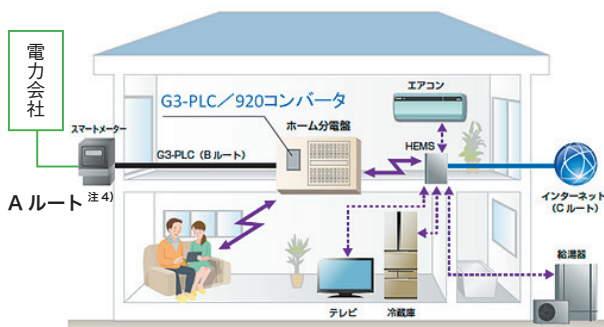 電力会社
スマートメーター
Aルート 注4)
G3-PLC（Bルート）
G3-PLC／920コンバータ
ホーム分電盤
エアコン
HEMS
インターネット
（Cルート）
給湯器
テレビ
冷蔵庫